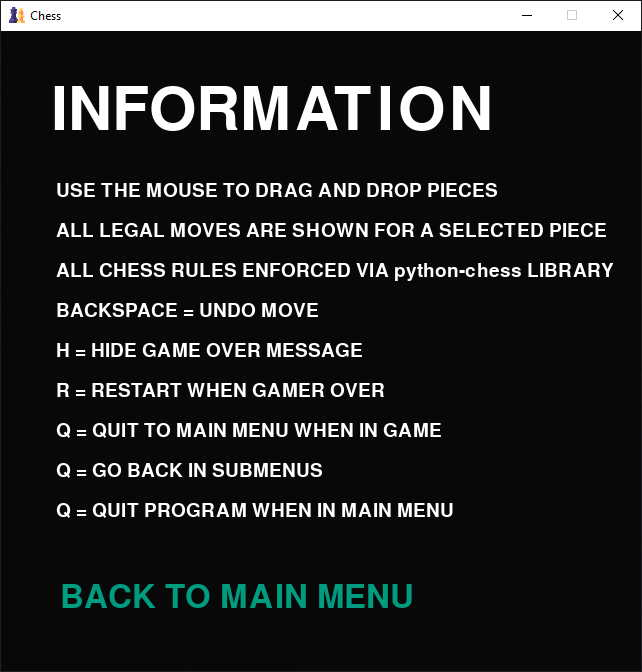 Chess
INFORMATION
USE THE MOUSE TO DRAG AND DROP PIECES
ALL LEGAL MOVES ARE SHOWN FOR A SELECTED PIECE
ALL CHESS RULES ENFORCED VIA python-chess LIBRARY
BACKSPACE = UNDO MOVE
H = HIDE GAME OVER MESSAGE
R = RESTART WHEN GAMER OVER
Q = QUIT TO MAIN MENU WHEN IN GAME
Q = GO BACK IN SUBMENUS
Q = QUIT PROGRAM WHEN IN MAIN MENU
BACK TO MAIN MENU